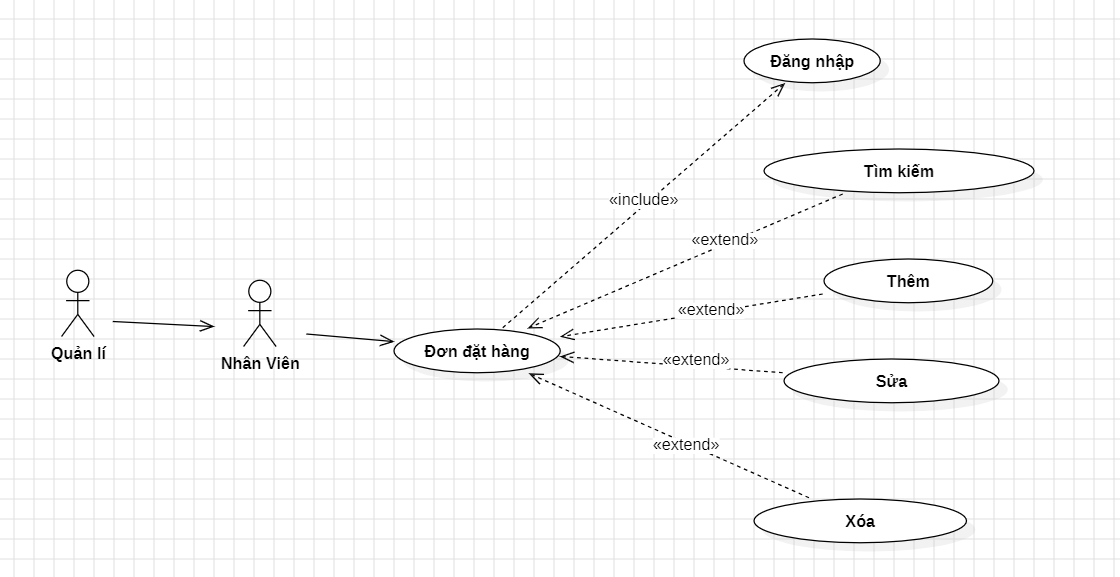 Đăng nhập
Tìm kiếm
«include»
«extend»
Thêm
«extend»
Quản lí
Nhân Viên
Đơn đặt hàng
«extend»
Sửa
«extend»
Xóa